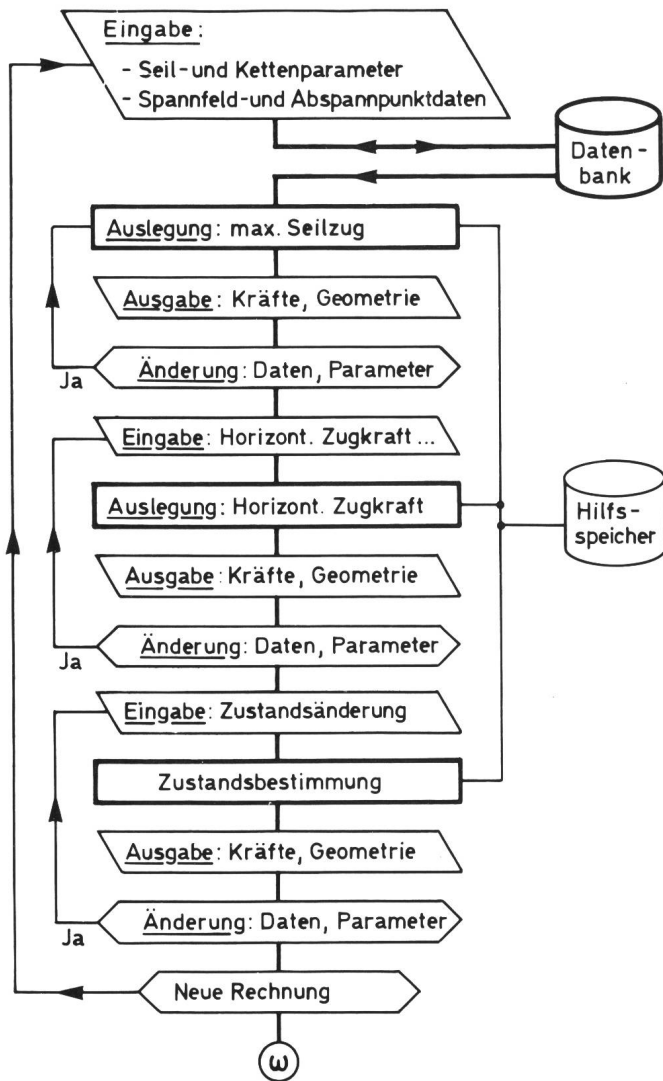 Eingabe:
- Seil-und Kettenparameter
- Spannfeld-und Abspannpunktdaten
Daten-
bank
Auslegung: max. Seilzug
Ausgabe: Kräfte, Geometrie
Änderung: Daten, Parameter
Ja
Eingabe: Horizont. Zugkraft...
Auslegung: Horizont. Zugkraft
Hilfs-
speicher
Ausgabe: Kräfte, Geometrie
Änderung: Daten, Parameter
Ja
Eingabe: Zustandsänderung
Zustandsbestimmung
Ausgabe: Kräfte, Geometrie
Änderung: Daten, Parameter
Ja
Neue Rechnung
ω